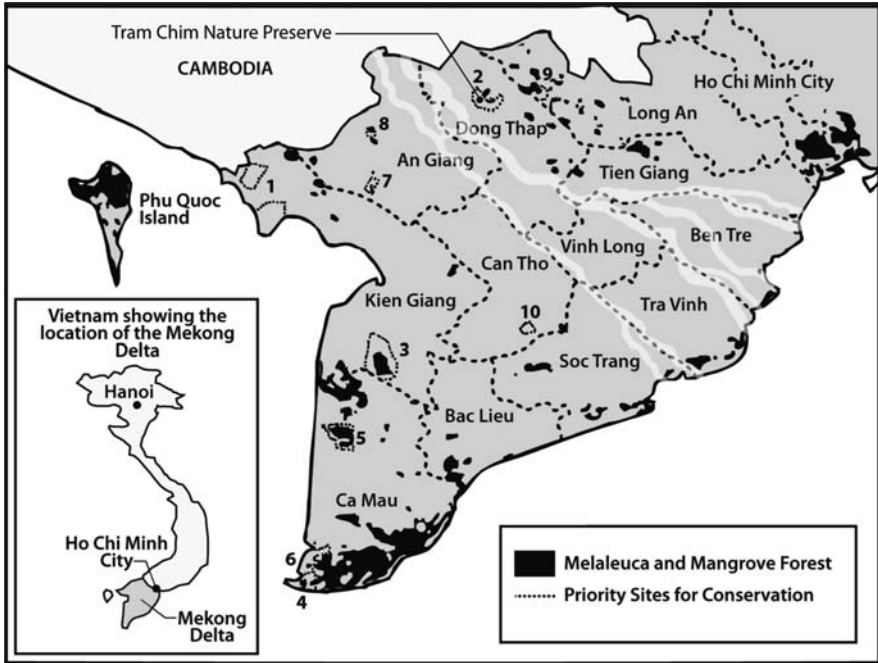 Tram Chim Nature Preserve
CAMBODIA
2
9
Ho Chi Minh City
Long An
8
Dong Thap
An Giang
Tien Giang
7
1
Phu Quoc
Island
Ben Tre
Vinh Long
Can Tho
Kien Giang
Tra Vinh
10
3
Soc Trang
Bac Lieu
5
Ca Mau
6
4
Vietnam showing the
location of the Mekong
Delta
Hanoi
Ho Chi Minh
City
Mekong
Delta
Melaleuca and Mangrove Forest
Priority Sites for Conservation